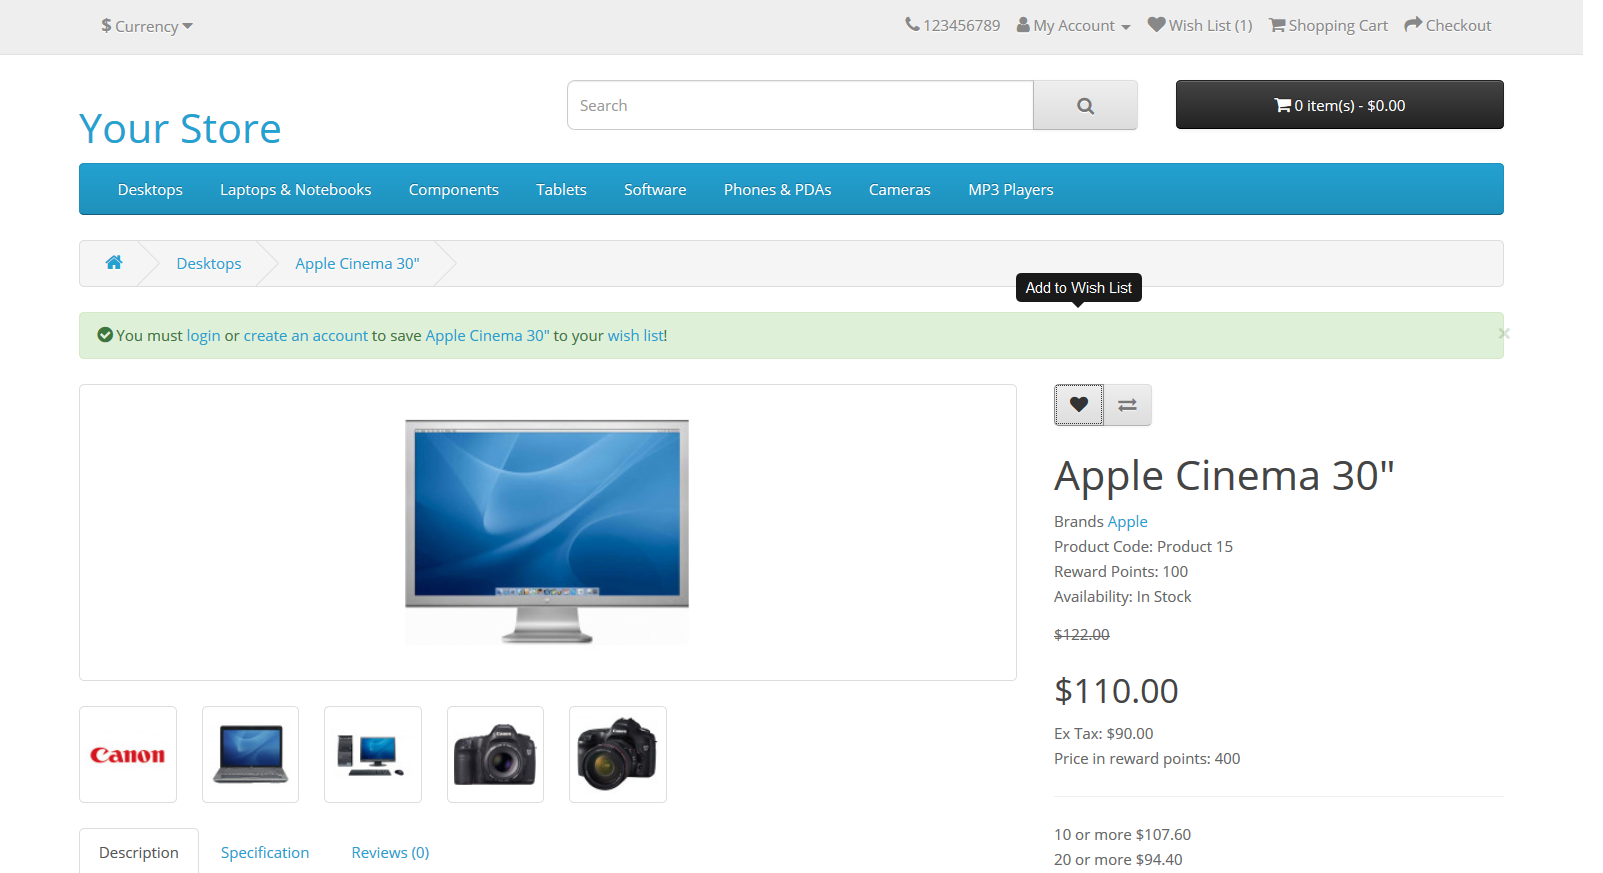 $ Currency
123456789 My Account Wish List (1) Shopping Cart Checkout
Your Store
Search
0 item(s) - $0.00
Desktops Laptops & Notebooks Components Tablets Software Phones & PDAs Cameras MP3 Players
Desktops Apple Cinema 30"
Add to Wish List
You must login or create an account to save Apple Cinema 30" to your wish list!
×
Apple Cinema 30"
Brands Apple
Product Code: Product 15
Reward Points: 100
Availability: In Stock
$122.00
$110.00
Ex Tax: $90.00
Price in reward points: 400
10 or more $107.60
20 or more $94.40
Canon
Description Specification Reviews (0)